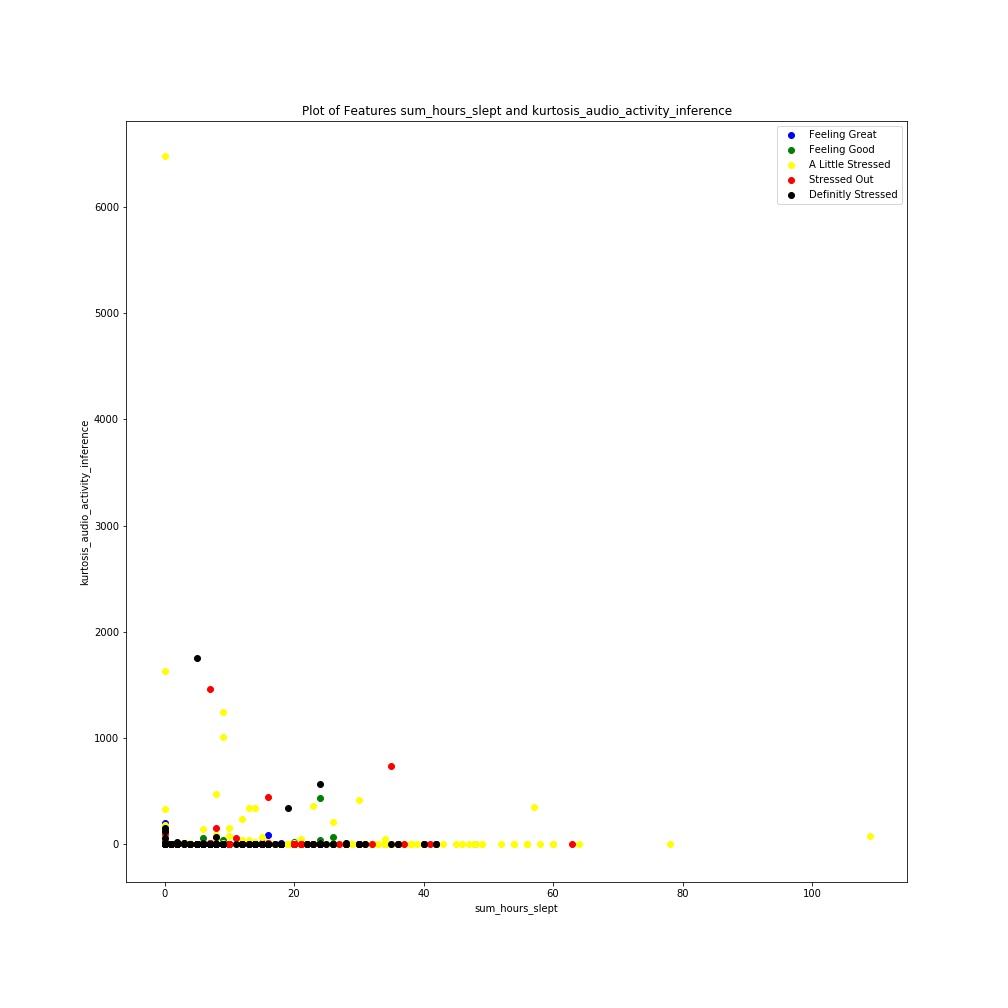 Plot of Features sum_hours_slept and kurtosis_audio_activity_inference
Feeling Great
Feeling Good
A Little Stressed
Stressed Out
Definitly Stressed
6000
5000
4000
3000
2000
1000
0
kurtosis_audio_activity_inference
0 20 40 60 80 100
sum_hours_slept